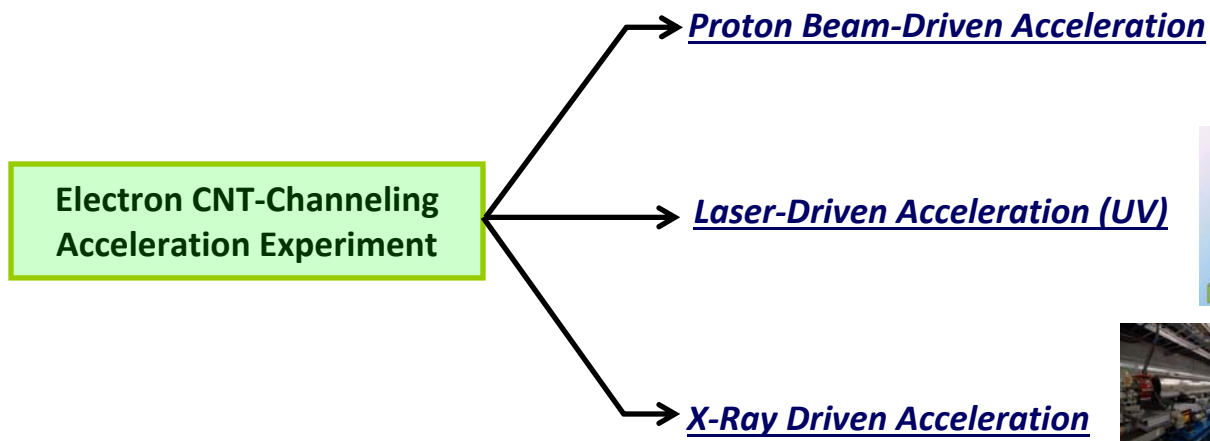 Proton Beam-Driven Acceleration
Electron CNT-Channeling
Acceleration Experiment
Laser-Driven Acceleration (UV)
X-Ray Driven Acceleration